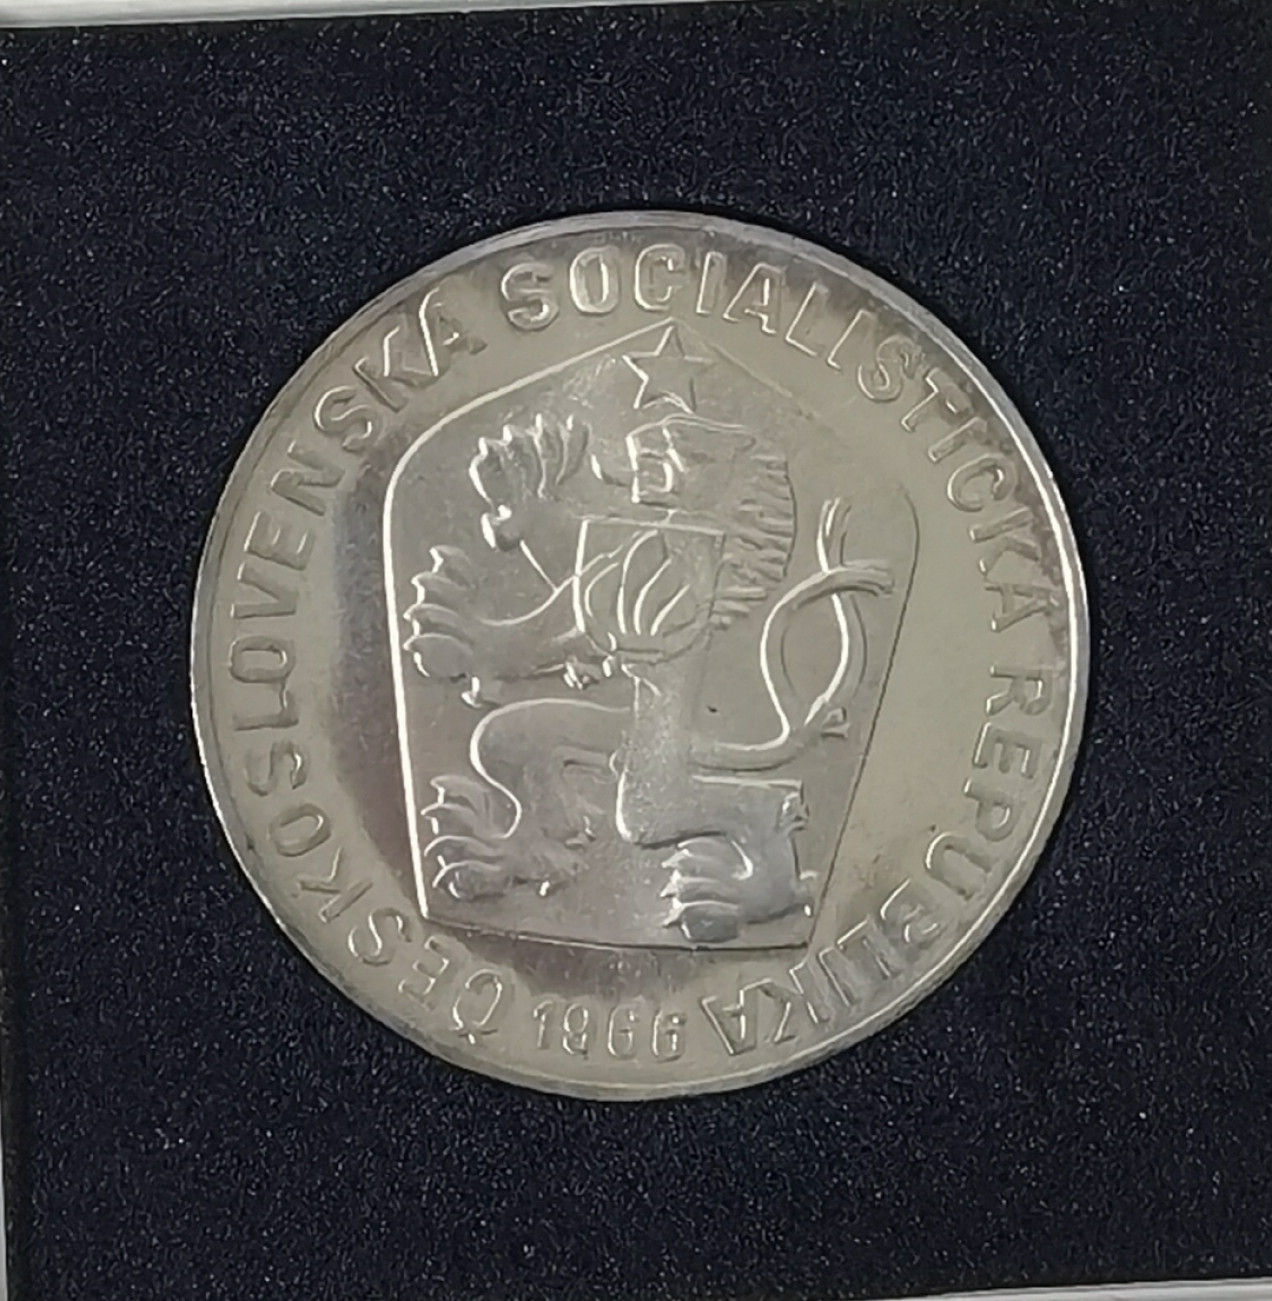 ČESKOSLOVENSKÁ SOCIALISTICKÁ REPUBLIKA
1966